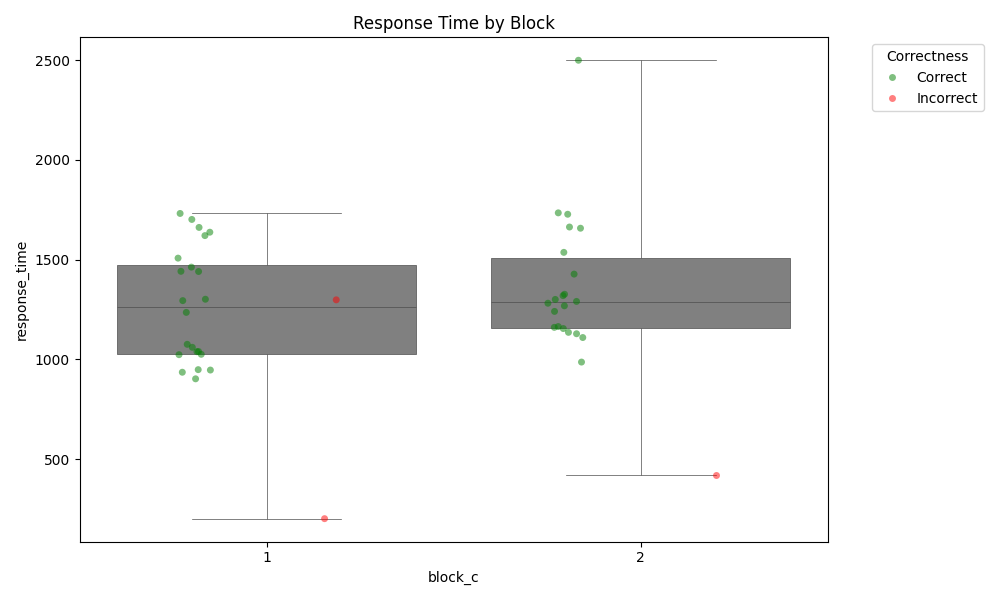 Response Time by Block
Correctness
Correct
Incorrect
2500
2000
1500
1000
500
response_time
1
2
block_c